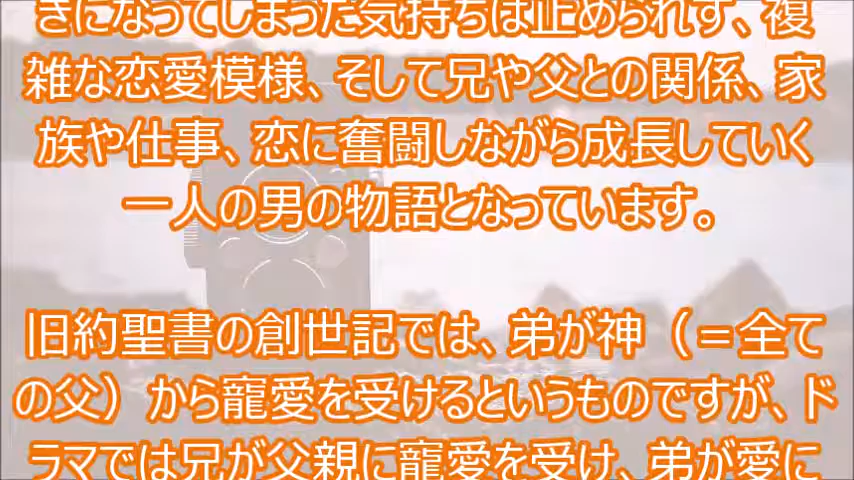 きになってしまった気持ちは止められず、複
雑な恋愛模様、そして兄や父との関係、家
族や仕事、恋に奮闘しながら成長していく
一人の男の物語となっています。
旧約聖書の創世記では、弟が神（＝全て
の父）から寵愛を受けるというものですが、ド
ラマでは兄が父親に寵愛を受け、弟が愛に